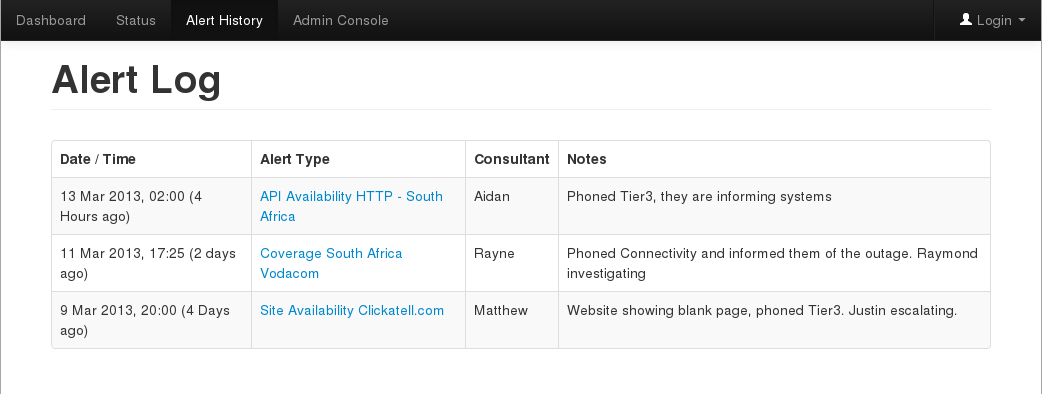 Dashboard Status Alert History Admin Console Login
Alert Log
Date / Time Alert Type Consultant Notes
13 Mar 2013, 02:00 (4 Hours ago) API Availability HTTP - South Africa Aidan Phoned Tier3, they are informing systems
11 Mar 2013, 17:25 (2 days ago) Coverage South Africa Vodacom Rayne Phoned Connectivity and informed them of the outage. Raymond investigating
9 Mar 2013, 20:00 (4 Days ago) Site Availability Clickatell.com Matthew Website showing blank page, phoned Tier3. Justin escalating.